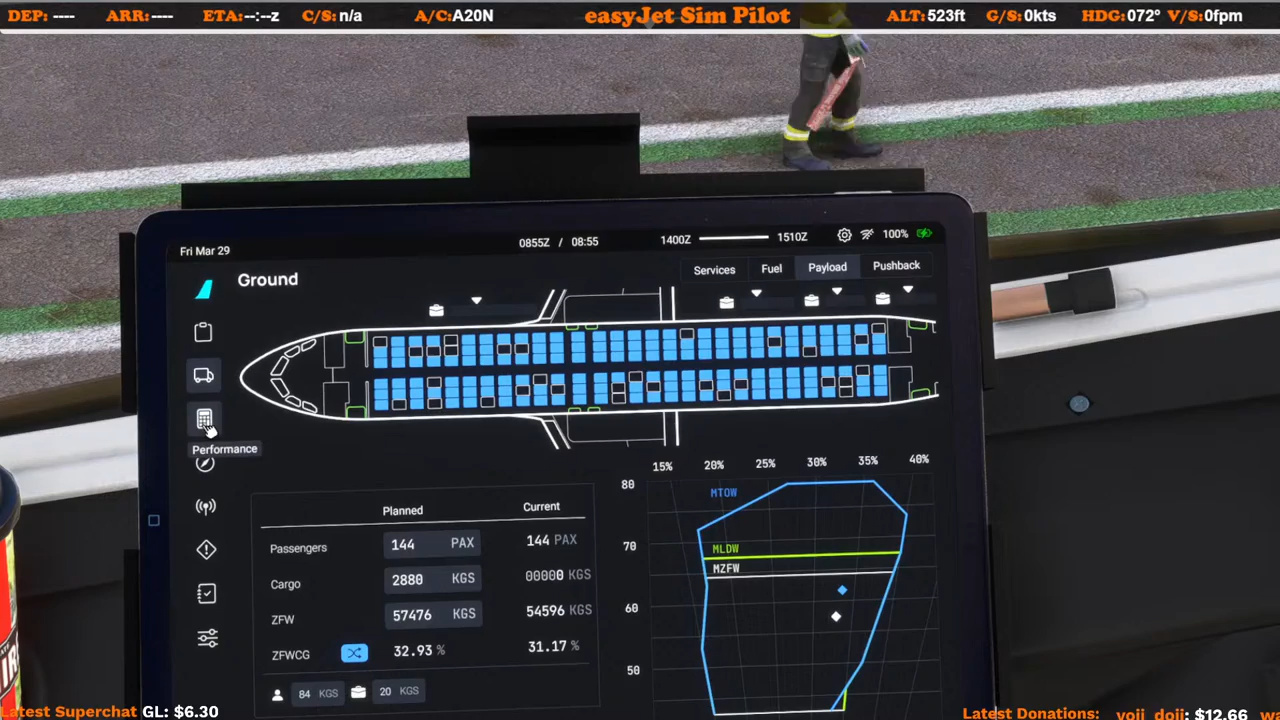 DEP: ---- ARR:---- ETA:--:--z C/S: n/a A/C:A20N easyJet Sim Pilot ALT:523ft G/S:0kts HDG:072° V/S:0fpm
Fri Mar 29 0855Z / 08:55 1400Z 1510Z 100%
Ground Services Fuel Payload Pushback
Performance
15% 20% 25% 30% 35% 40%
80
MTOW
70
MLDW
MZFW
60
50
Planned Current
Passengers 144 PAX 144 PAX
Cargo 2880 KGS 00000 KGS
ZFW 57476 KGS 54596 KGS
ZFWCG 32.93 % 31.17 %
84 KGS 20 KGS
Latest Superchat GL: $6.30 Latest Donations: yoji_doji: $12.66